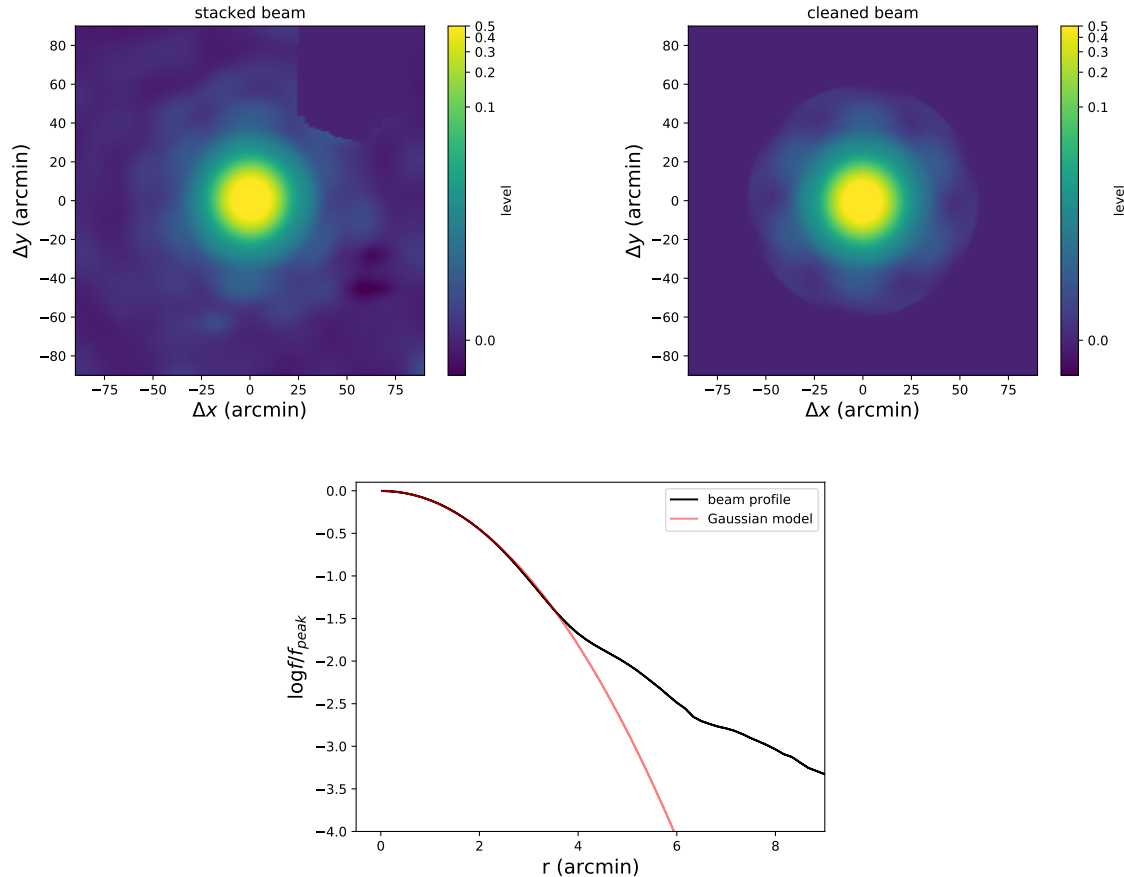 stacked beam
80
60
40
20
0
−20
−40
−60
−80
−75 −50 −25 0 25 50 75
Δx (arcmin)
Δy (arcmin)
0.5
0.4
0.3
0.2
0.1
0.0
level
cleaned beam
80
60
40
20
0
−20
−40
−60
−80
−75 −50 −25 0 25 50 75
Δx (arcmin)
Δy (arcmin)
0.5
0.4
0.3
0.2
0.1
0.0
level
0.0
−0.5
−1.0
−1.5
−2.0
−2.5
−3.0
−3.5
−4.0
0 2 4 6 8
r (arcmin)
logf/f_peak
beam profile
Gaussian model